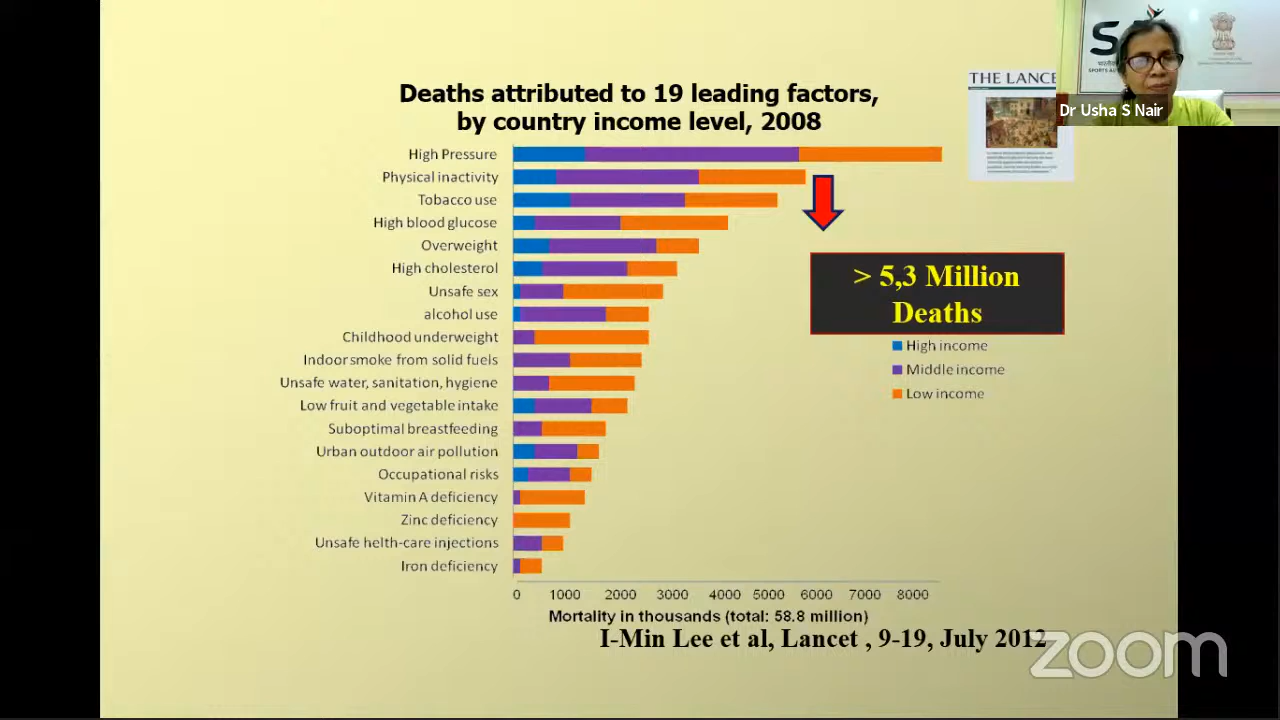 Deaths attributed to 19 leading factors,
by country income level, 2008
THE LANCE
Dr Usha S Nair
High Pressure
Physical inactivity
Tobacco use
High blood glucose
Overweight
High cholesterol
Unsafe sex
alcohol use
Childhood underweight
Indoor smoke from solid fuels
Unsafe water, sanitation, hygiene
Low fruit and vegetable intake
Suboptimal breastfeeding
Urban outdoor air pollution
Occupational risks
Vitamin A deficiency
Zinc deficiency
Unsafe helth-care injections
Iron deficiency
> 5,3 Million
Deaths
High income
Middle income
Low income
0 1000 2000 3000 4000 5000 6000 7000 8000
Mortality in thousands (total: 58.8 million)
I-Min Lee et al, Lancet , 9-19, July 2012
zoom